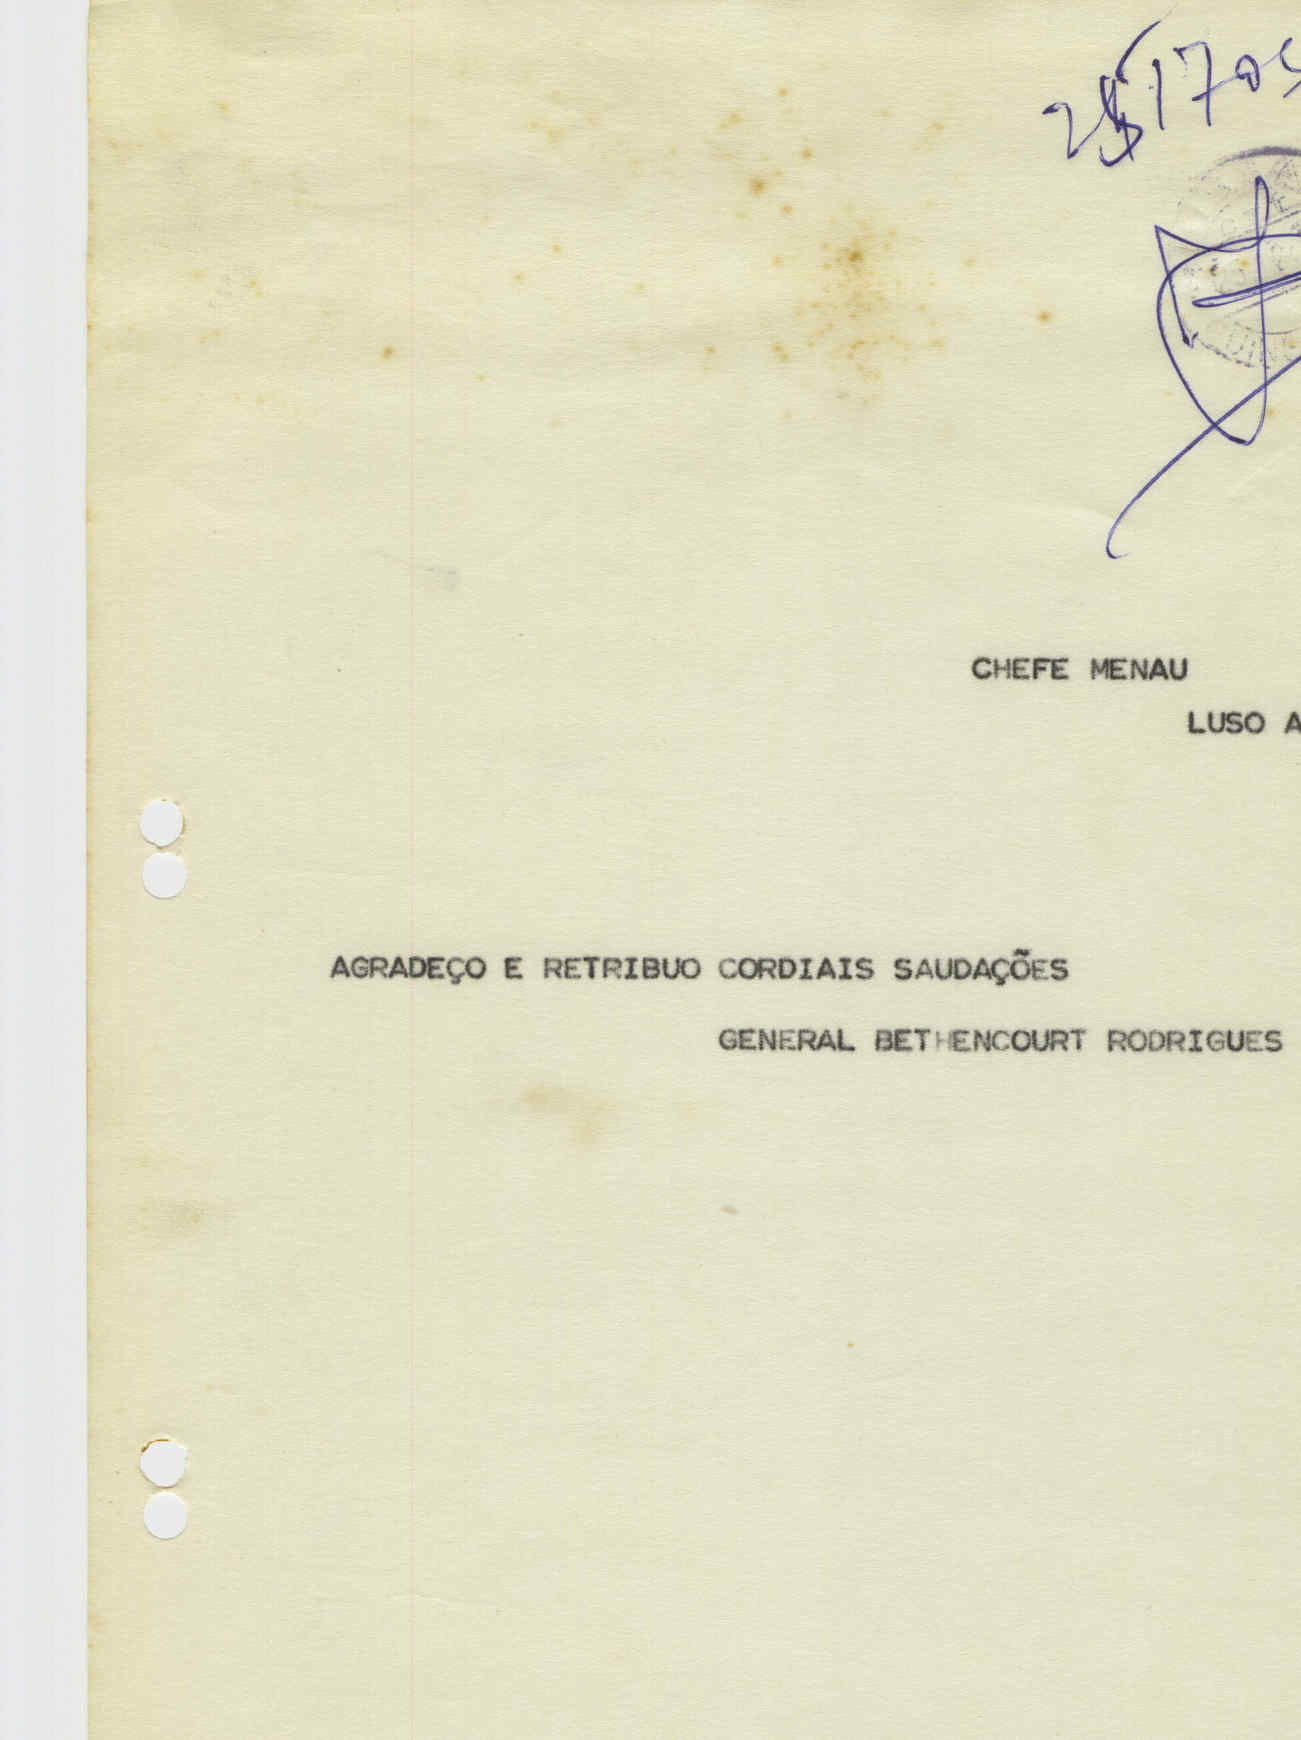 CHEFE MENAU
LUSO
AGRADEÇO E RETRIBUO CORDIAIS SAUDAÇÕES
GENERAL BETHENCOURT RODRIGUES